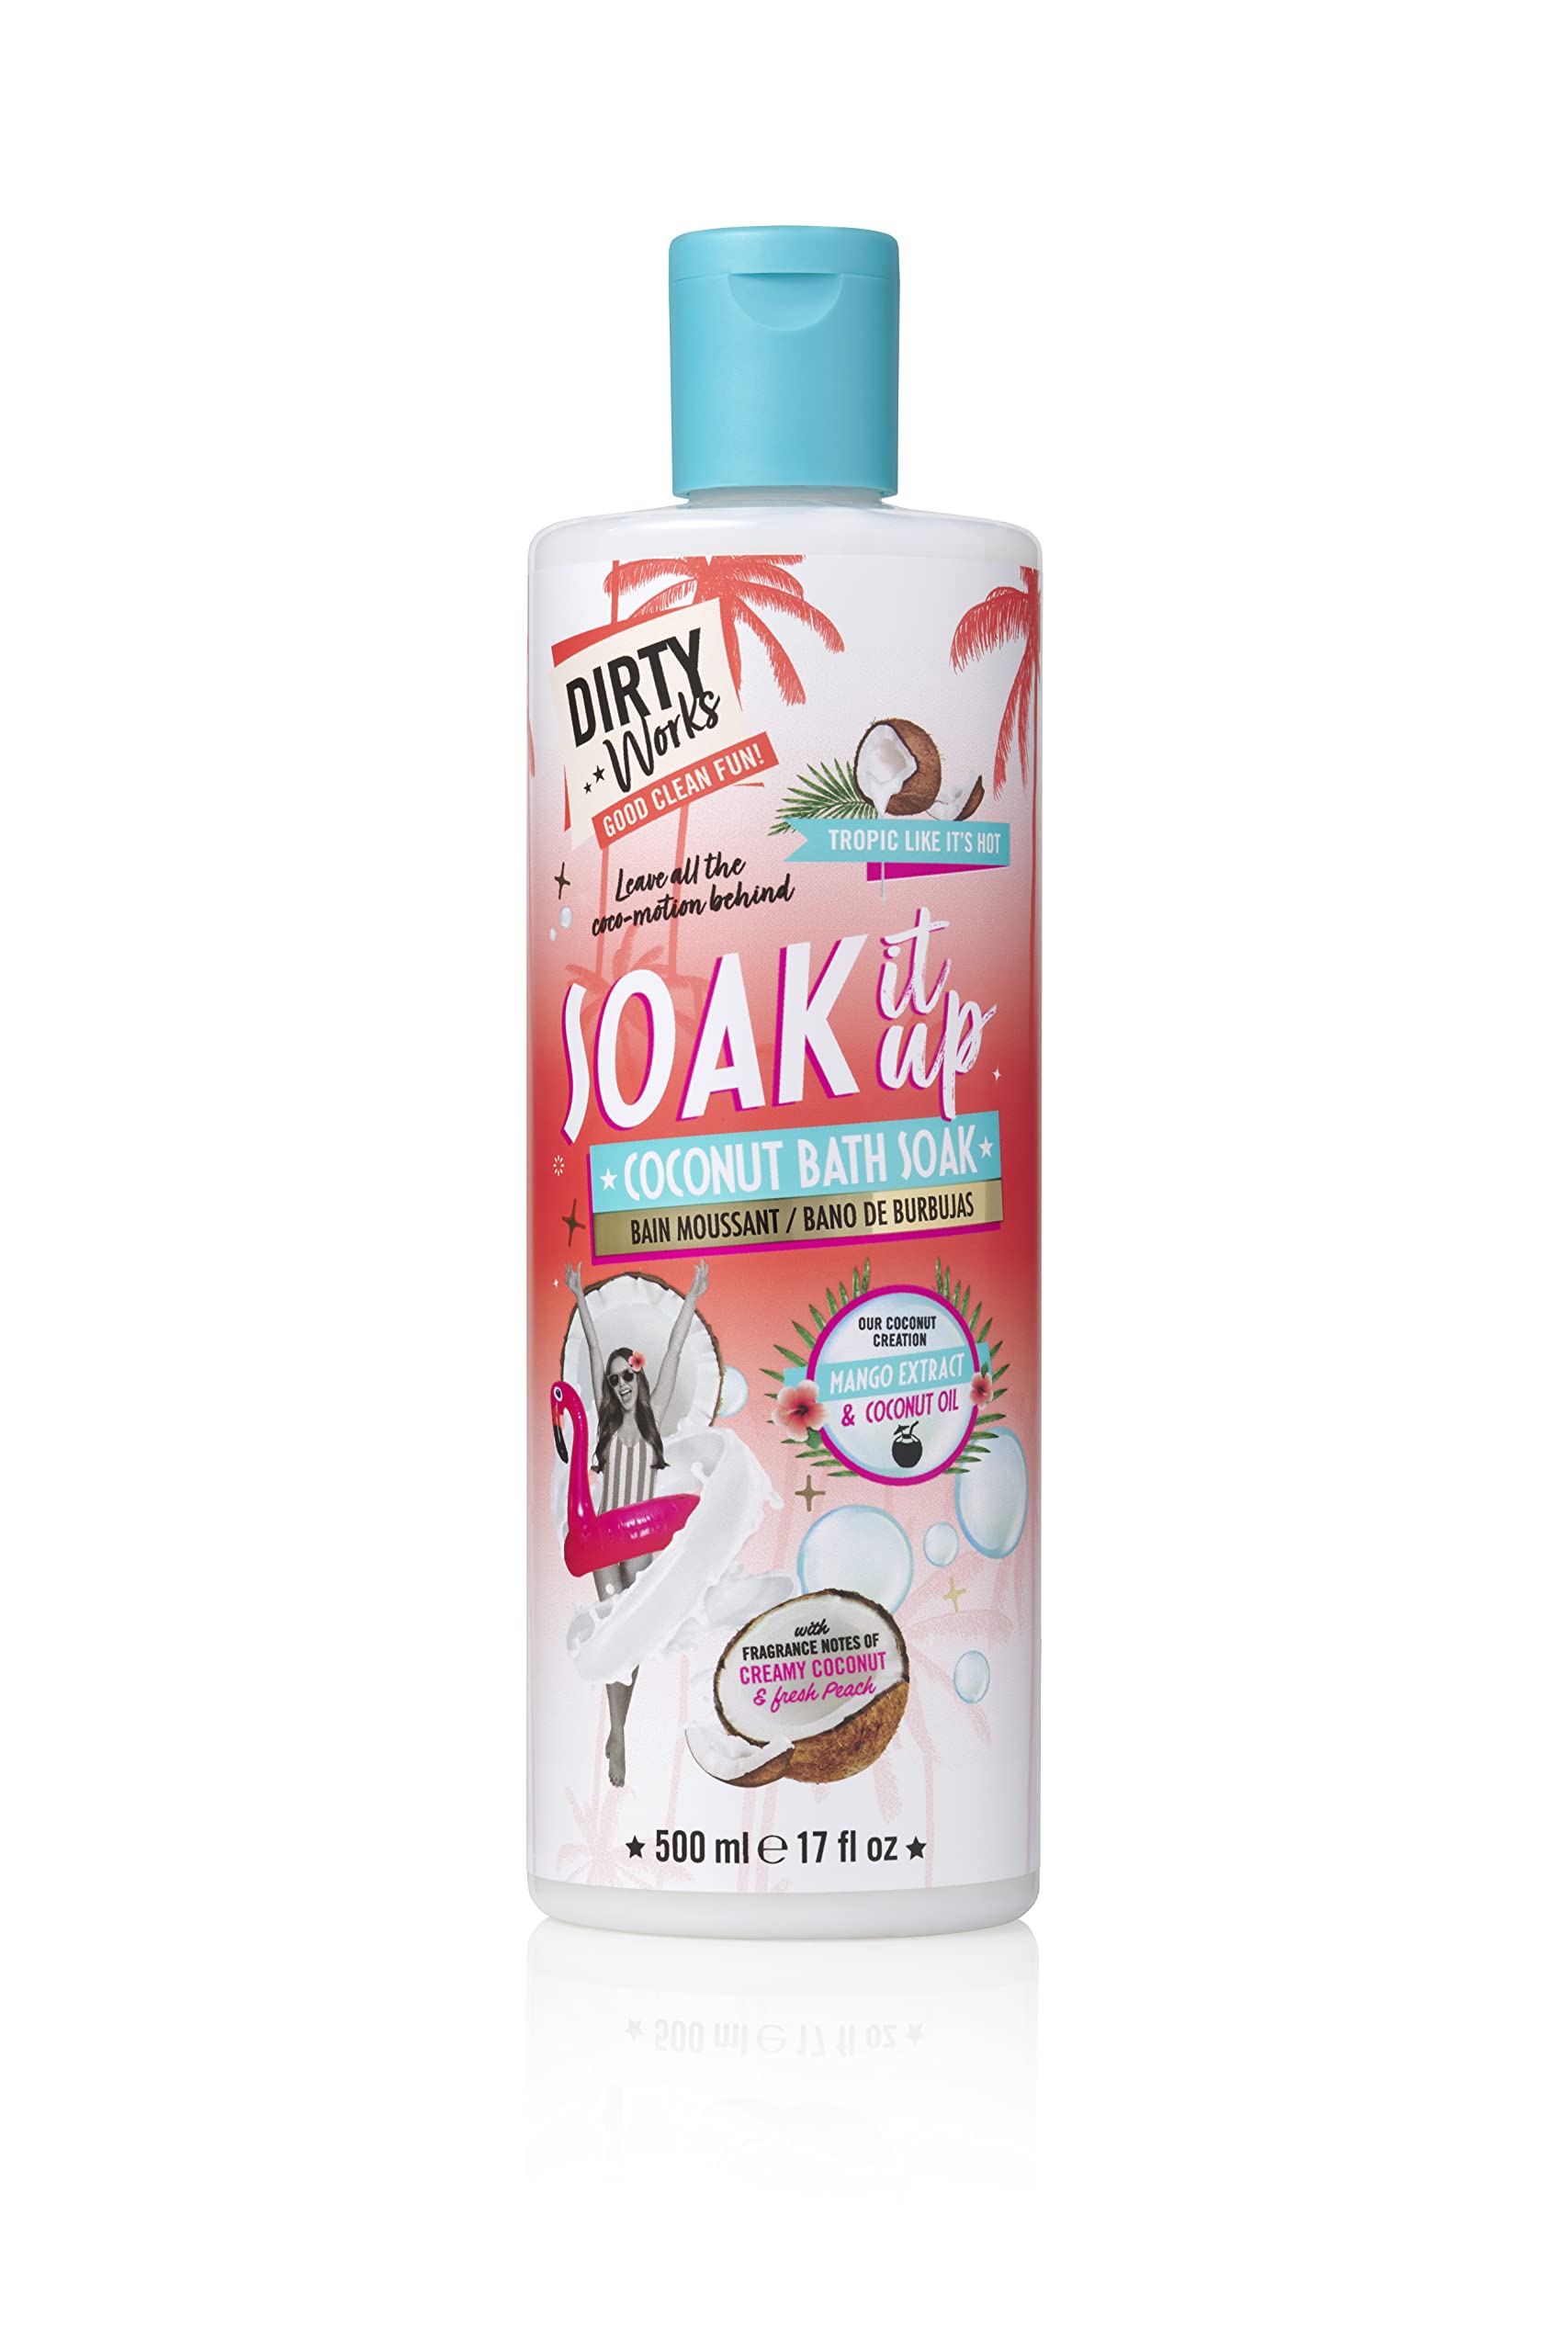 DIRTY
Works
GOOD CLEAN FUN!
TROPIC LIKE IT'S HOT
Leave all the
coco-motion behind
SOAK it up
COCONUT BATH SOAK
BAIN MOUSSANT / BANO DE BURBUJAS
OUR COCONUT
CREATION
MANGO EXTRACT
& COCONUT OIL
with
FRAGRANCE NOTES OF
CREAMY COCONUT
& fresh Peach
500 ml ℮ 17 fl oz